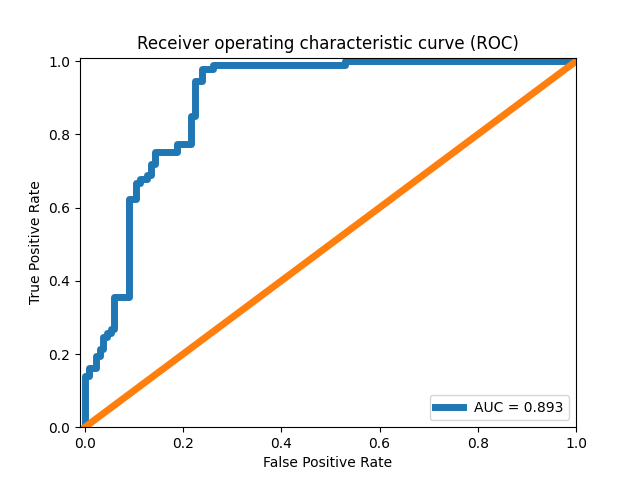 Receiver operating characteristic curve (ROC)
True Positive Rate
1.0
0.8
0.6
0.4
0.2
0.0
0.0 0.2 0.4 0.6 0.8 1.0
False Positive Rate
AUC = 0.893